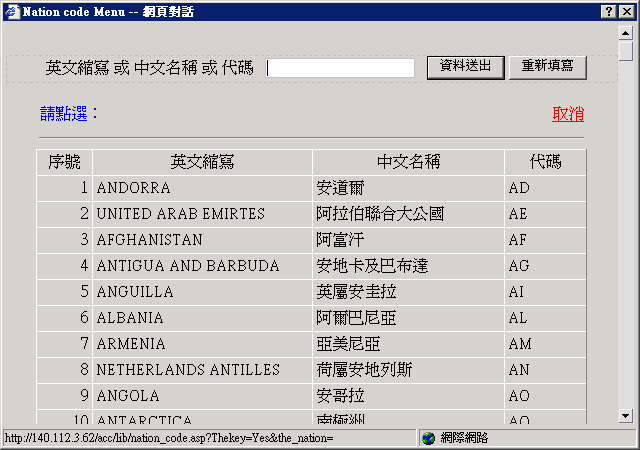 Nation code Menu -- 網頁對話
英文縮寫 或 中文名稱 或 代碼 資料送出 重新填寫
請點選： 取消
序號 英文縮寫 中文名稱 代碼
1 ANDORRA 安道爾 AD
2 UNITED ARAB EMIRTES 阿拉伯聯合大公國 AE
3 AFGHANISTAN 阿富汗 AF
4 ANTIGUA AND BARBUDA 安地卡及巴布達 AG
5 ANGUILLA 英屬安圭拉 AI
6 ALBANIA 阿爾巴尼亞 AL
7 ARMENIA 亞美尼亞 AM
8 NETHERLANDS ANTILLES 荷屬安地列斯 AN
9 ANGOLA 安哥拉 AO
10 ANTARCTICA 南極洲 AQ
http://140.112.3.62/acc/lib/nation_code.asp?Thekey=Yes&the_nation= 網際網路